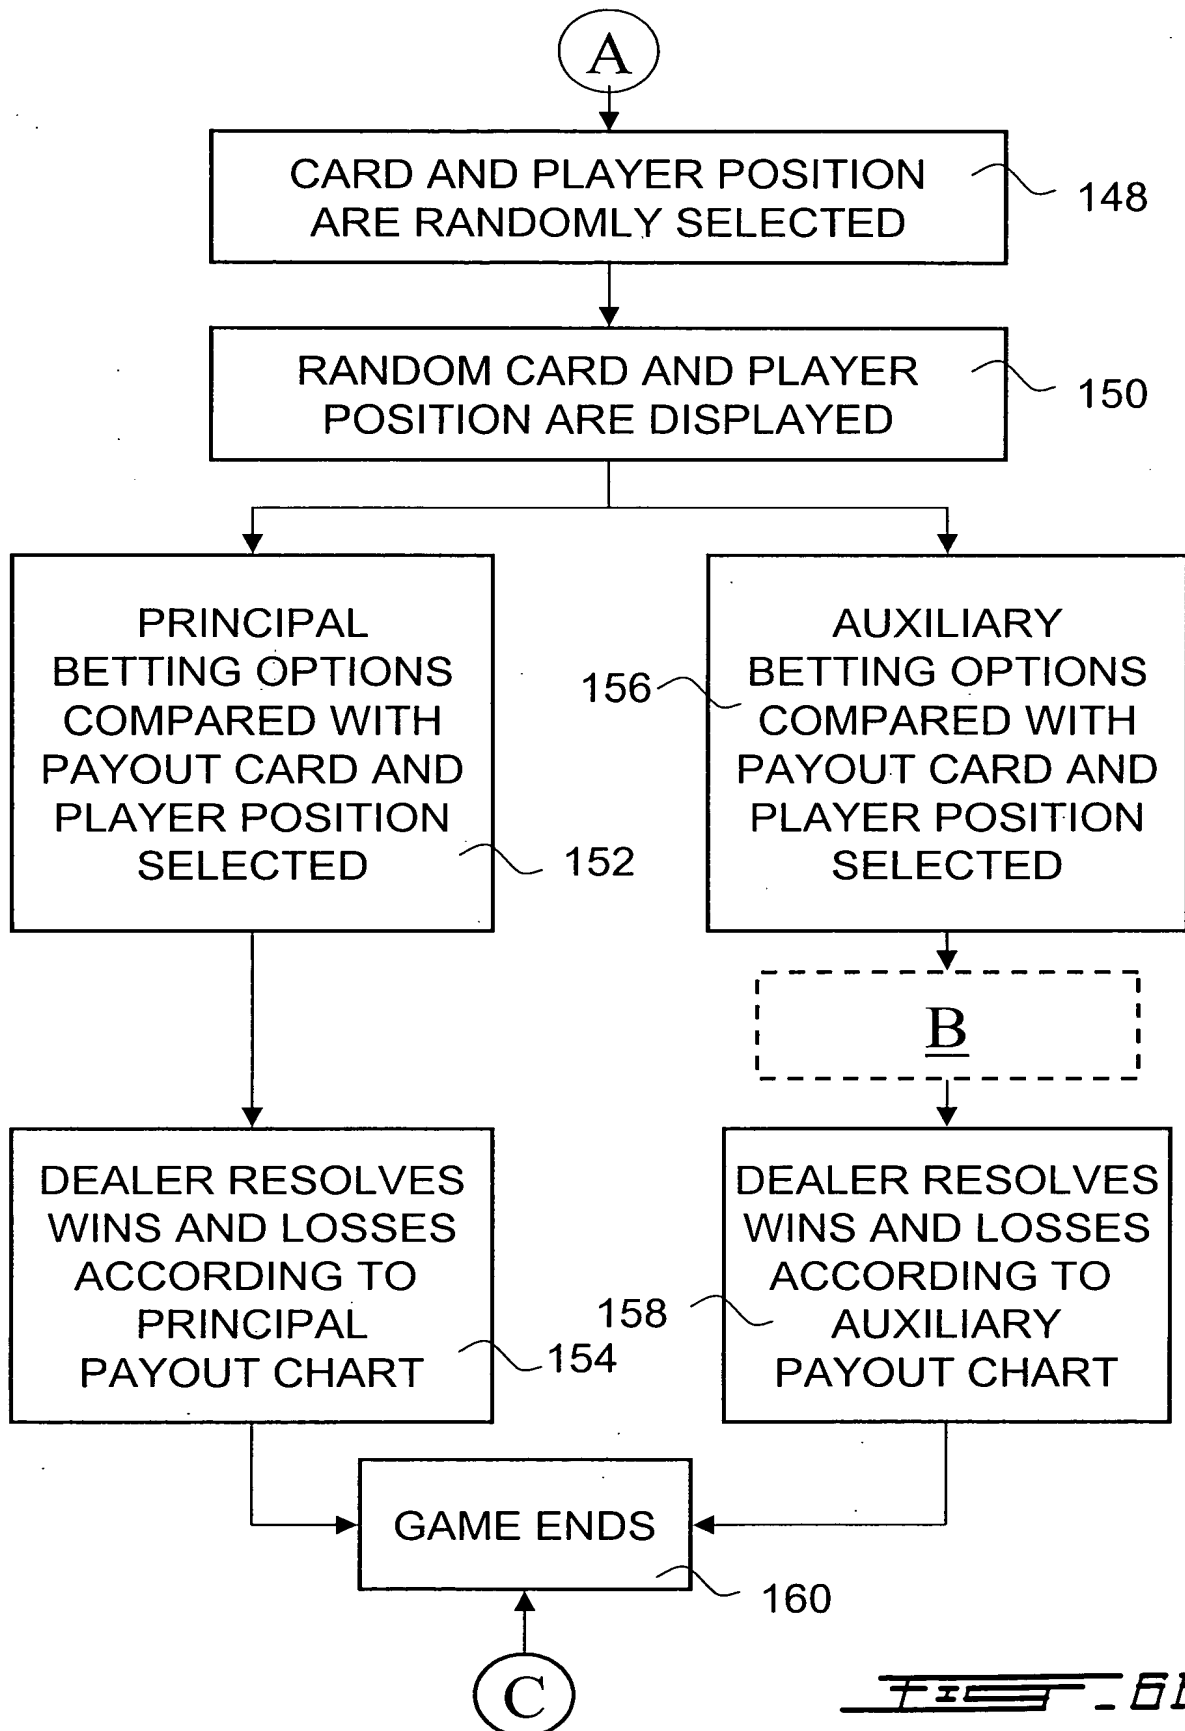 A
CARD AND PLAYER POSITION
ARE RANDOMLY SELECTED
148
RANDOM CARD AND PLAYER
POSITION ARE DISPLAYED
150
PRINCIPAL
BETTING OPTIONS
COMPARED WITH
PAYOUT CARD AND
PLAYER POSITION
SELECTED
152
AUXILIARY
BETTING OPTIONS
COMPARED WITH
PAYOUT CARD AND
PLAYER POSITION
SELECTED
156
B
DEALER RESOLVES
WINS AND LOSSES
ACCORDING TO
PRINCIPAL
PAYOUT CHART
154
DEALER RESOLVES
WINS AND LOSSES
ACCORDING TO
AUXILIARY
PAYOUT CHART
158
GAME ENDS
160
C